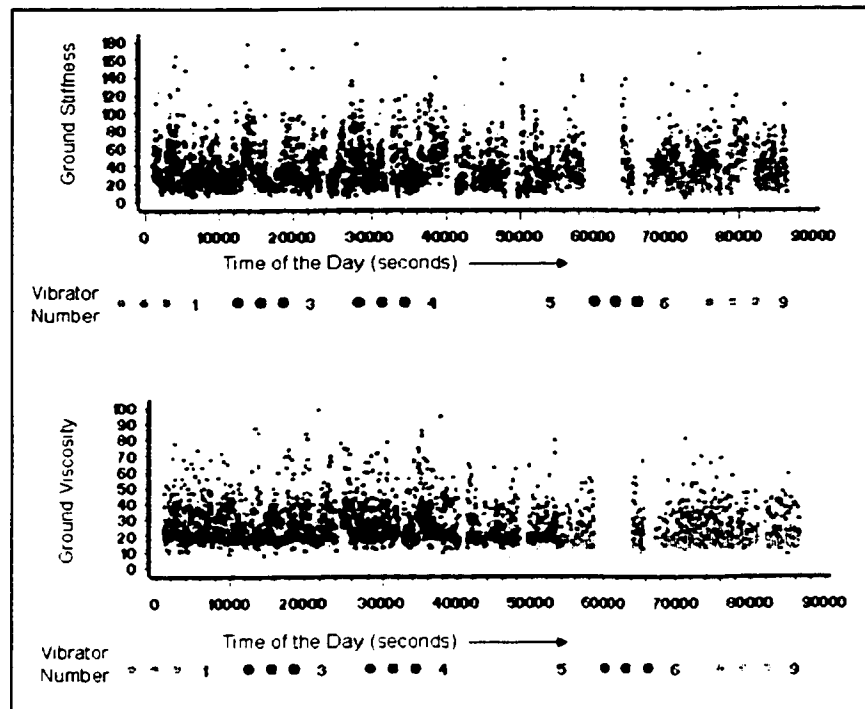 Ground Stiffness
180
160
140
120
100
80
60
40
20
0
0 10000 20000 30000 40000 50000 60000 70000 80000 90000
Time of the Day (seconds)
Vibrator Number 1 3 4 5 6 9
Ground Viscosity
100
90
80
70
60
50
40
30
20
10
0
0 10000 20000 30000 40000 50000 60000 70000 80000 90000
Time of the Day (seconds)
Vibrator Number 1 3 4 5 6 9